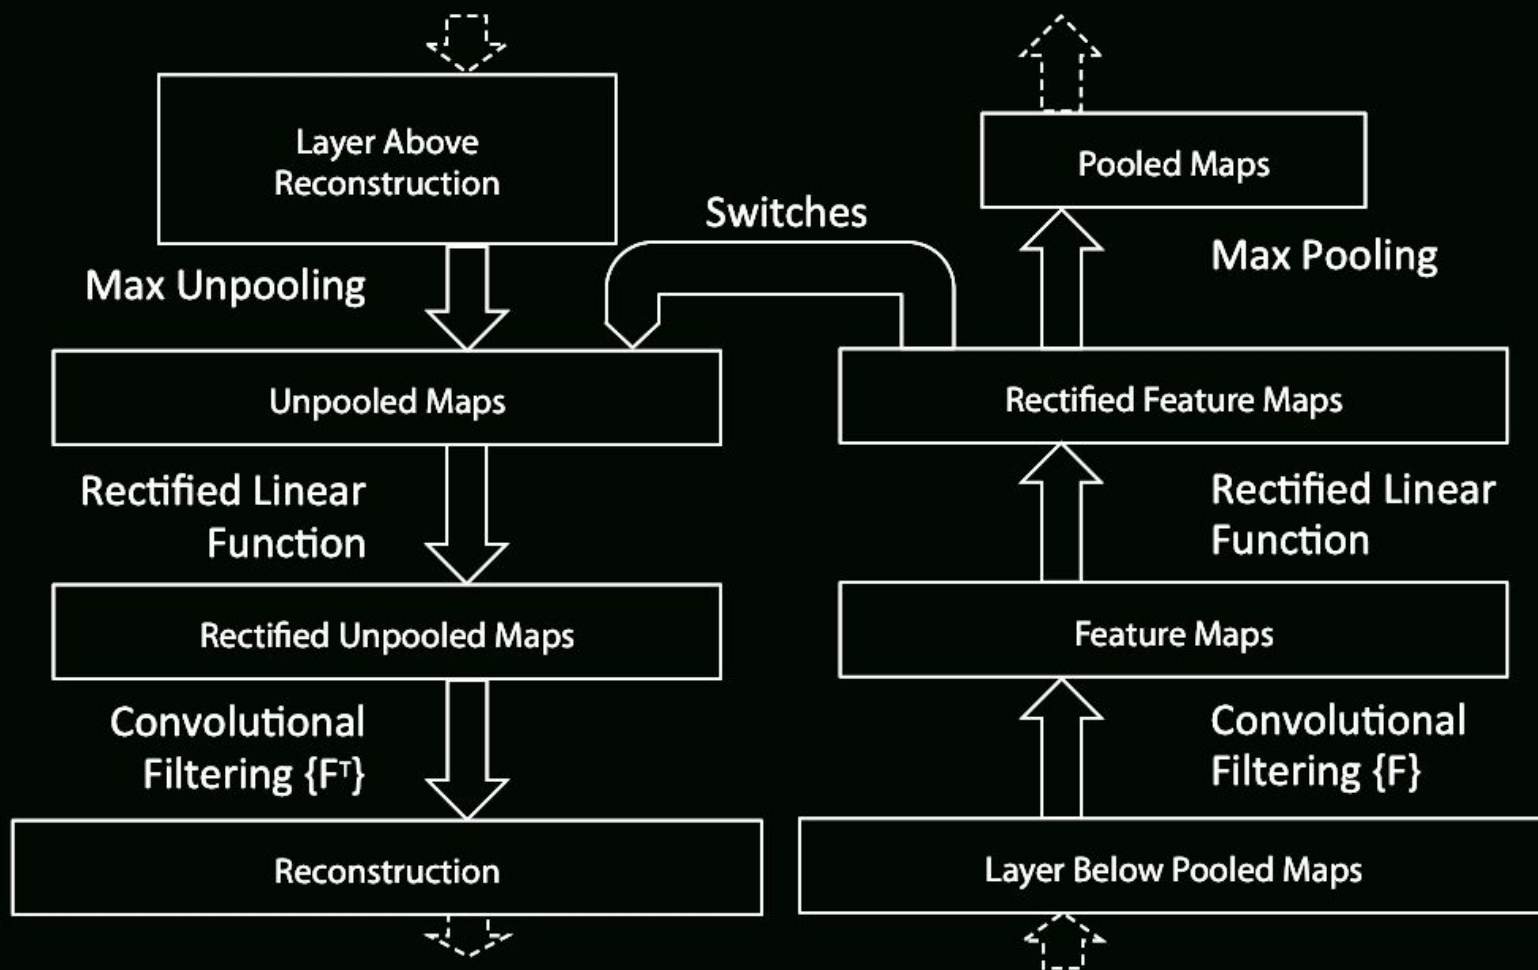 Layer Above
Reconstruction
Pooled Maps
Switches
Max Unpooling
Max Pooling
Unpooled Maps
Rectified Feature Maps
Rectified Linear
Function
Rectified Linear
Function
Rectified Unpooled Maps
Feature Maps
Convolutional
Filtering {Fᵀ}
Convolutional
Filtering {F}
Reconstruction
Layer Below Pooled Maps